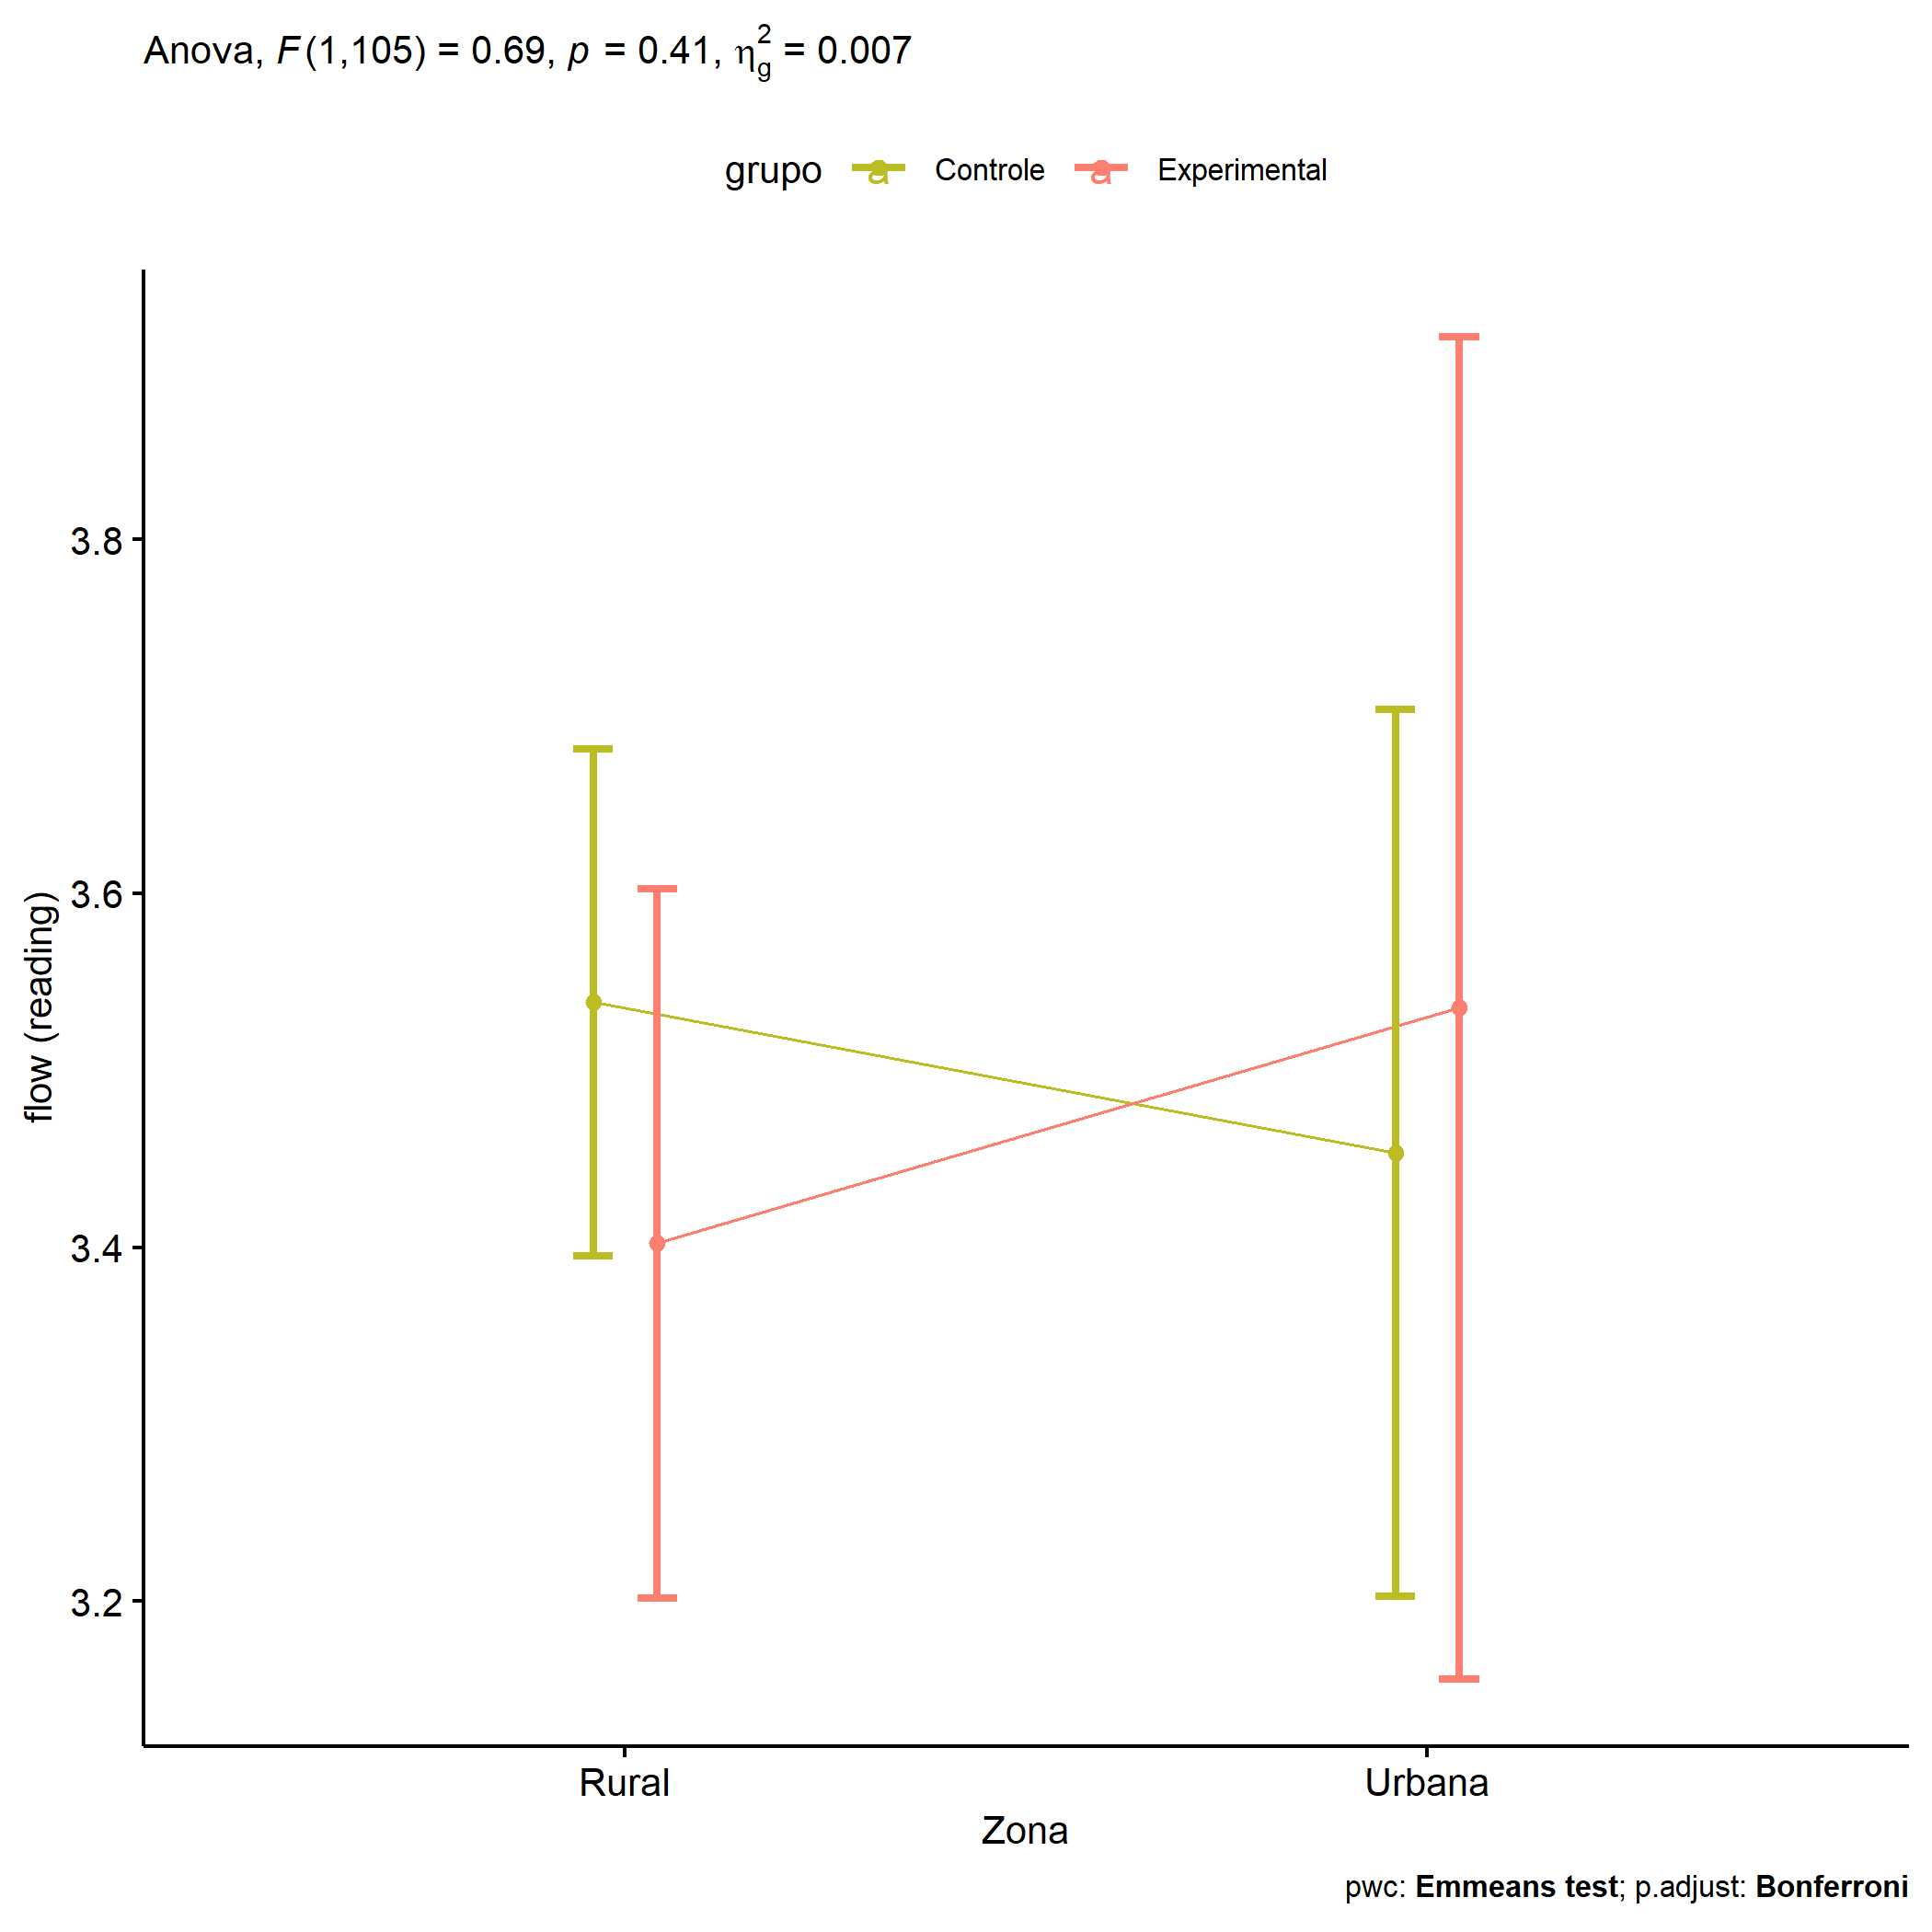 Anova, F(1,105) = 0.69, p = 0.41, η²g = 0.007
grupo a Controle a Experimental
3.8
3.6
3.4
3.2
flow (reading)
Rural Urbana
Zona
pwc: Emmeans test; p.adjust: Bonferroni